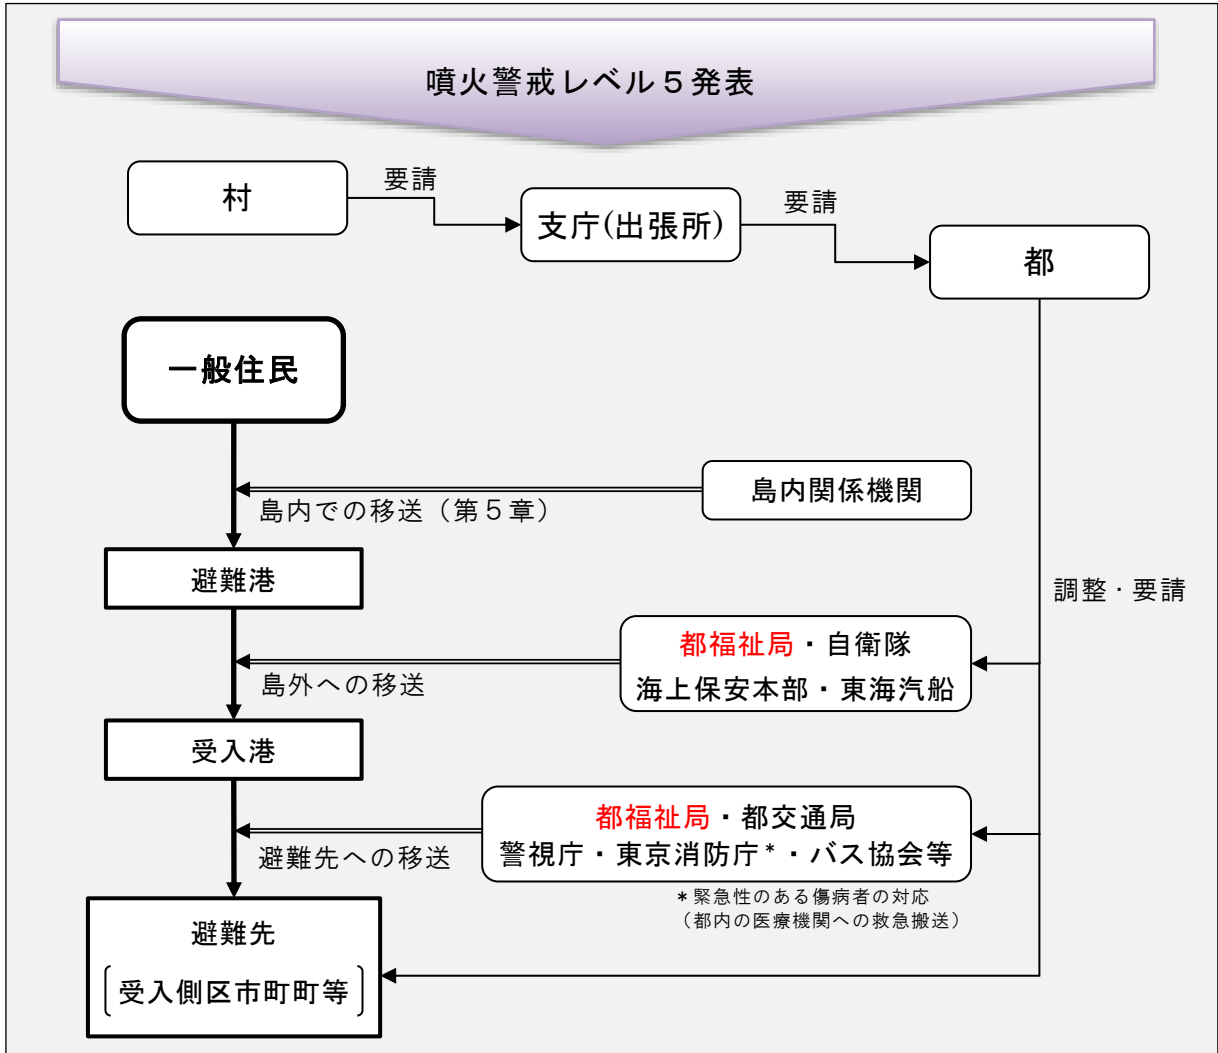 噴火警戒レベル５発表
村
要請
支庁(出張所)
要請
都
一般住民
島内関係機関
島内での移送（第５章）
避難港
調整・要請
都福祉局・自衛隊
海上保安本部・東海汽船
島外への移送
受入港
都福祉局・都交通局
警視庁・東京消防庁*・バス協会等
避難先への移送
*緊急性のある傷病者の対応
（都内の医療機関への救急搬送）
避難先
受入側区市町町等